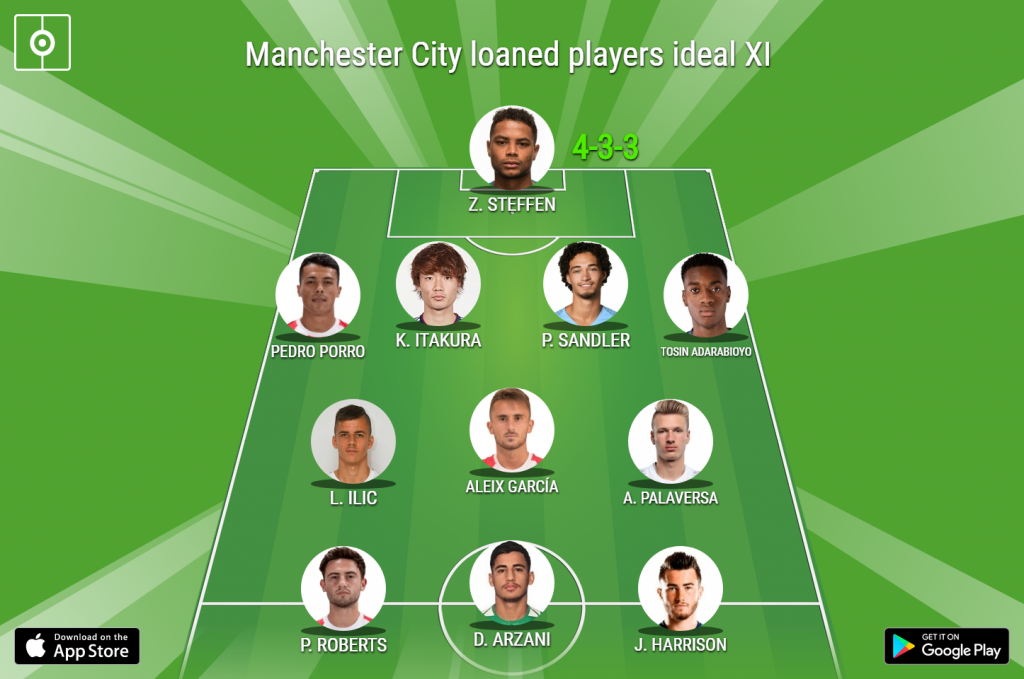 Manchester City loaned players ideal XI
4-3-3
Z. STEFFEN
PEDRO PORRO
K. ITAKURA
P. SANDLER
TOSIN ADARABIOYO
L. ILIC
ALEIX GARCÍA
A. PALAVERSA
P. ROBERTS
D. ARZANI
J. HARRISON
Download on the
App Store
GET IT ON
Google Play